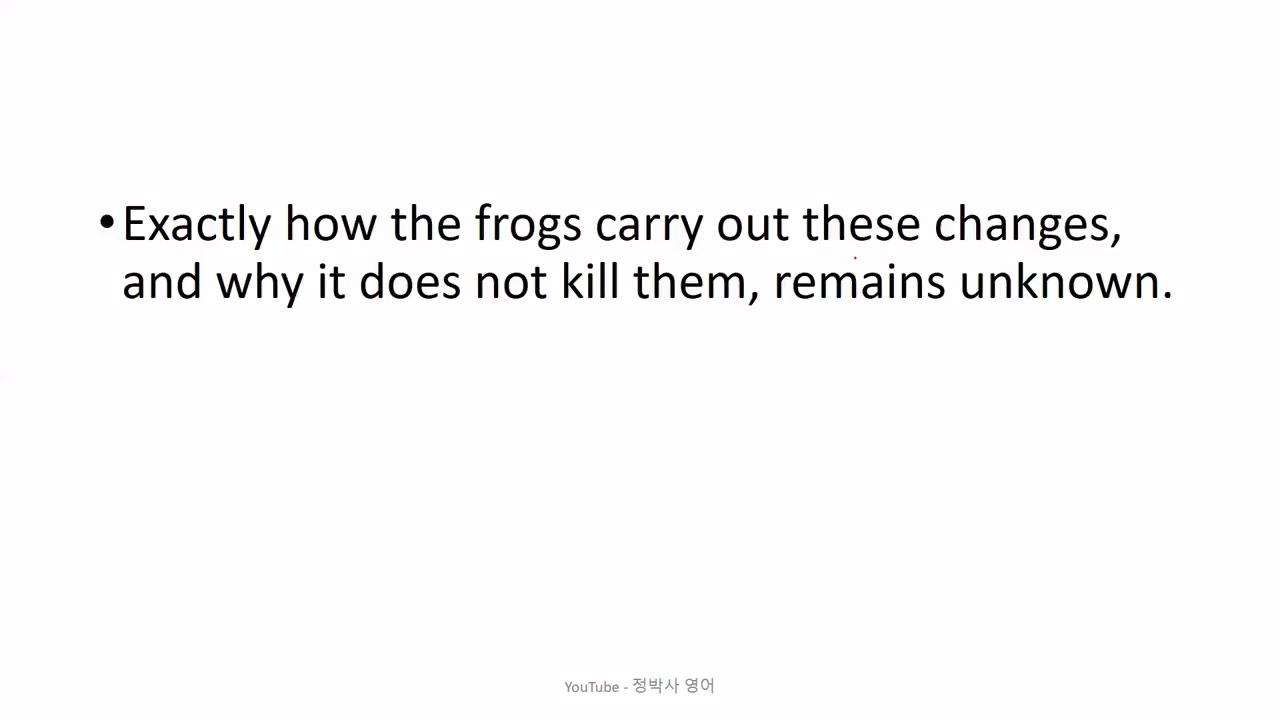 •Exactly how the frogs carry out these changes,
and why it does not kill them, remains unknown.
YouTube - 정박사 영어